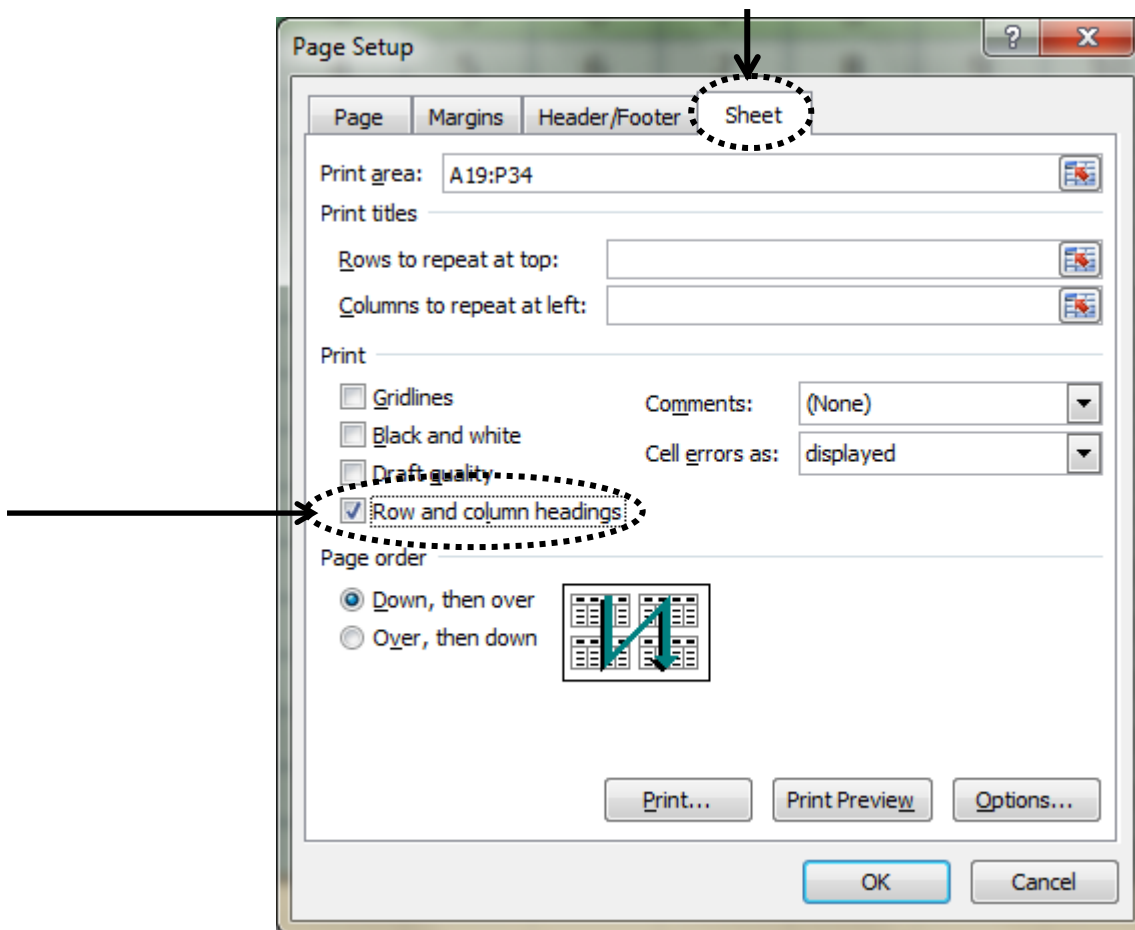 Page Setup
Page Margins Header/Footer Sheet
Print area: A19:P34
Print titles
Rows to repeat at top:
Columns to repeat at left:
Print
Gridlines
Comments: (None)
Black and white
Cell errors as: displayed
Draft quality
Row and column headings
Page order
Down, then over
Over, then down
Print... Print Preview Options...
OK Cancel